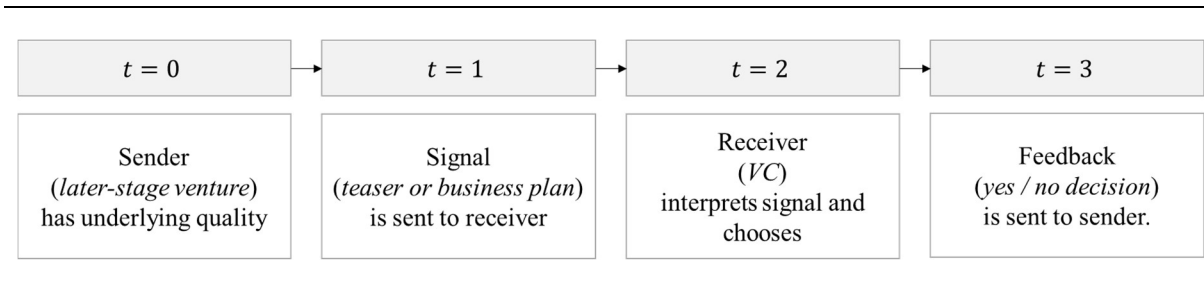 t = 0
t = 1
t = 2
t = 3
Sender
(later-stage venture)
has underlying quality
Signal
(teaser or business plan)
is sent to receiver
Receiver
(VC)
interprets signal and
chooses
Feedback
(yes / no decision)
is sent to sender.